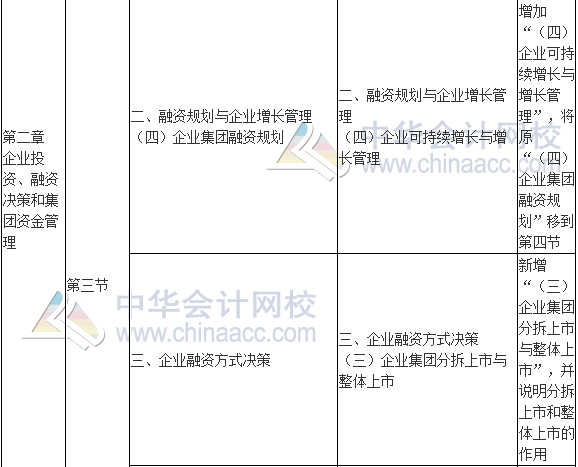 第二章
企业投
资、融资
决策和集
团资金管
理
第三节
二、融资规划与企业增长管理
（四）企业集团融资规划
二、融资规划与企业增长管
理
（四）企业可持续增长与增
长管理
增加
“（四）
企业可持
续增长与
增长管
理”，将
原
“（四）
企业集团
融资规
划”移到
第四节
三、企业融资方式决策
三、企业融资方式决策
（三）企业集团分拆上市与
整体上市
新增
“（三）
企业集团
分拆上市
与整体上
市”，并
说明分拆
上市和整
体上市的
作用
中华会计网校
www.chinaacc.com
中华会计网校
www.chinaacc.com